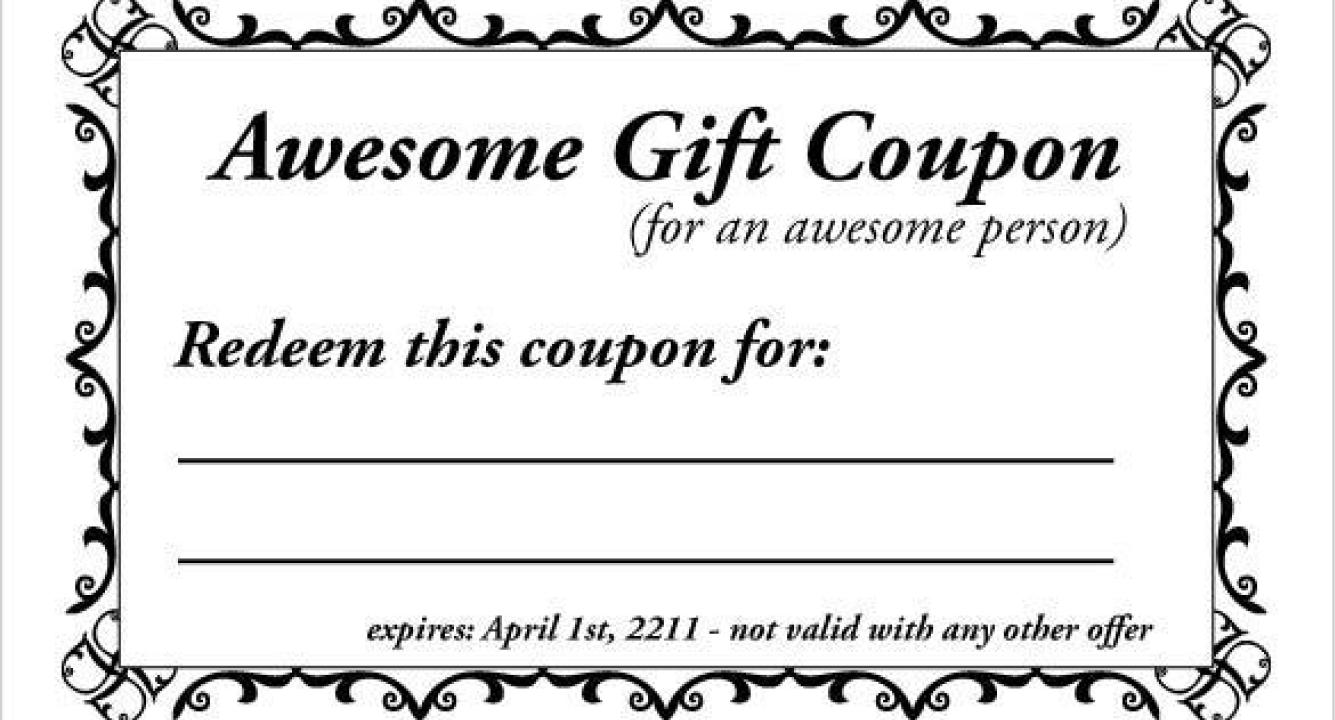 Awesome Gift Coupon
(for an awesome person)
Redeem this coupon for:
expires: April 1st, 2211 - not valid with any other offer